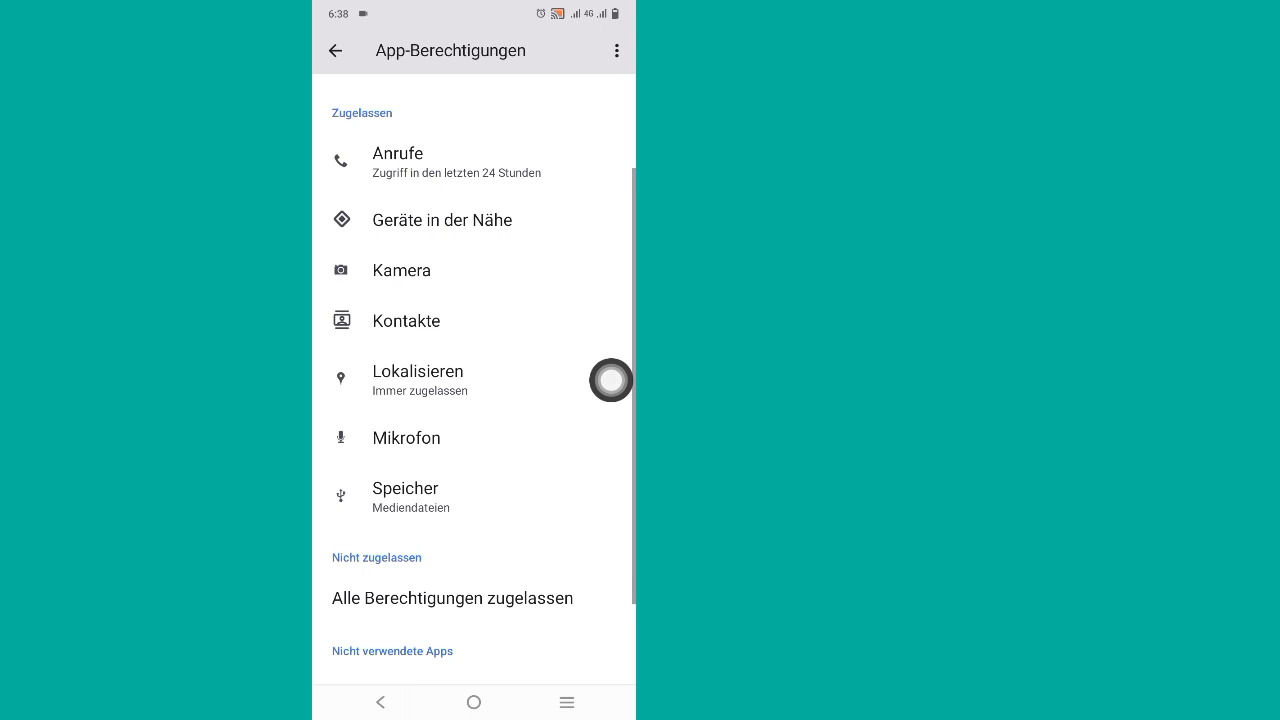 6:38
4G
App-Berechtigungen
Zugelassen
Anrufe
Zugriff in den letzten 24 Stunden
Geräte in der Nähe
Kamera
Kontakte
Lokalisieren
Immer zugelassen
Mikrofon
Speicher
Mediendateien
Nicht zugelassen
Alle Berechtigungen zugelassen
Nicht verwendete Apps